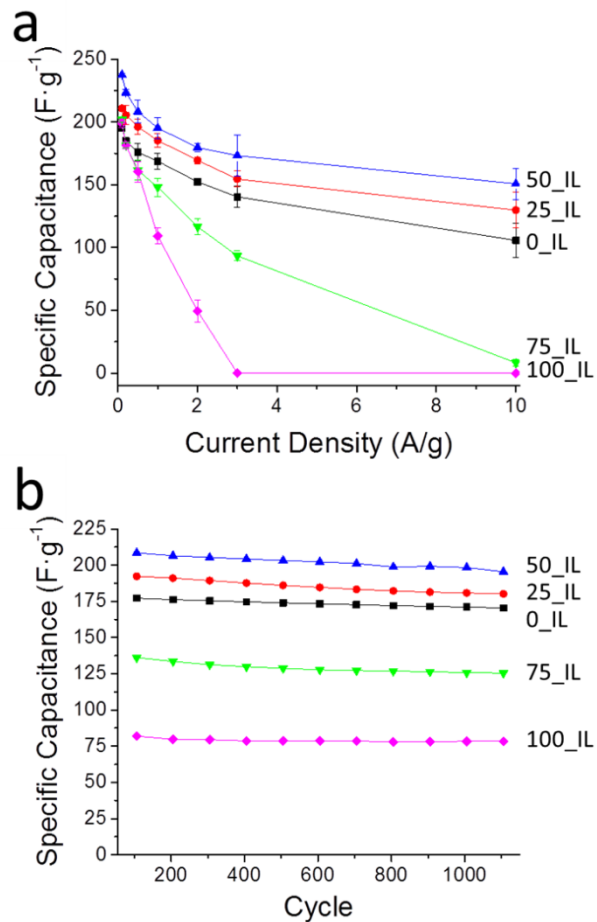 a
Specific Capacitance (F·g⁻¹)
250
200
150
100
50
0
50_IL
25_IL
0_IL
75_IL
100_IL
0 2 4 6 8 10
Current Density (A/g)
b
Specific Capacitance (F·g⁻¹)
225
200
175
150
125
100
75
50
25
0
50_IL
25_IL
0_IL
75_IL
100_IL
200 400 600 800 1000
Cycle